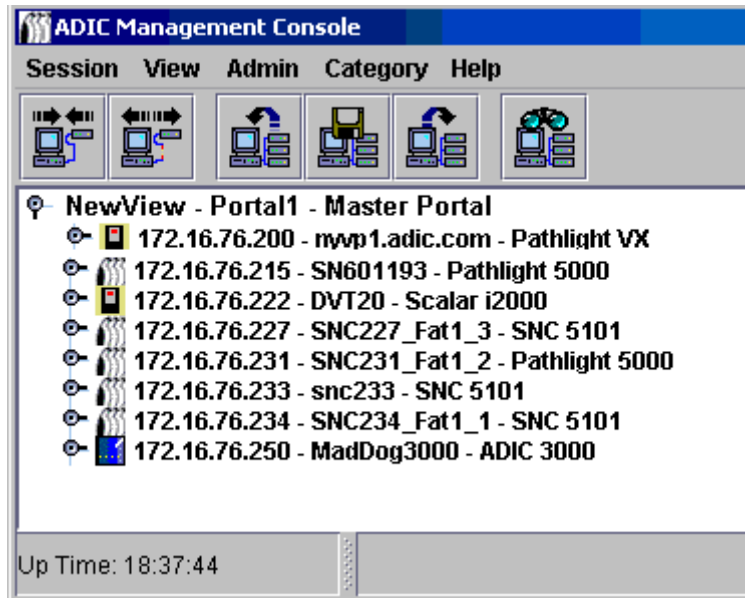 ADIC Management Console
Session View Admin Category Help
NewView - Portal1 - Master Portal
172.16.76.200 - nyvp1.adic.com - Pathlight VX
172.16.76.215 - SN601193 - Pathlight 5000
172.16.76.222 - DVT20 - Scalar i2000
172.16.76.227 - SNC227_Fat1_3 - SNC 5101
172.16.76.231 - SNC231_Fat1_2 - Pathlight 5000
172.16.76.233 - snc233 - SNC 5101
172.16.76.234 - SNC234_Fat1_1 - SNC 5101
172.16.76.250 - MadDog3000 - ADIC 3000
Up Time: 18:37:44